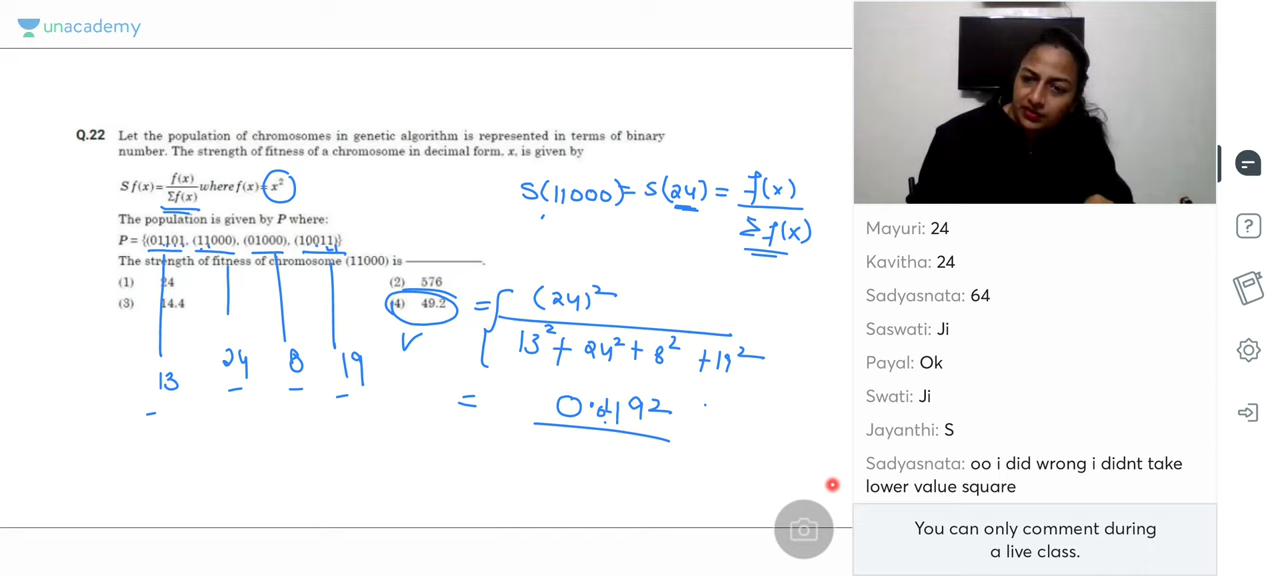 unacademy
Q.22 Let the population of chromosomes in genetic algorithm is represented in terms of binary
number. The strength of fitness of a chromosome in decimal form, x, is given by
S f(x) = f(x) / Σf(x) where f(x) = x²
The population is given by P where:
P = {(01101, (11000), (01000), (10011)}
The strength of fitness of chromosome (11000) is ————.
(1) 24 (2) 576
(3) 14.4 (4) 49.2
13 24 8 19
S(11000) = S(24) = f(x) / Σ f(x)
= (24)² / 13² + 24² + 8² + 19²
= 0.4192
Mayuri: 24
Kavitha: 24
Sadyasnata: 64
Saswati: Ji
Payal: Ok
Swati: Ji
Jayanthi: S
Sadyasnata: oo i did wrong i didnt take
lower value square
You can only comment during
a live class.